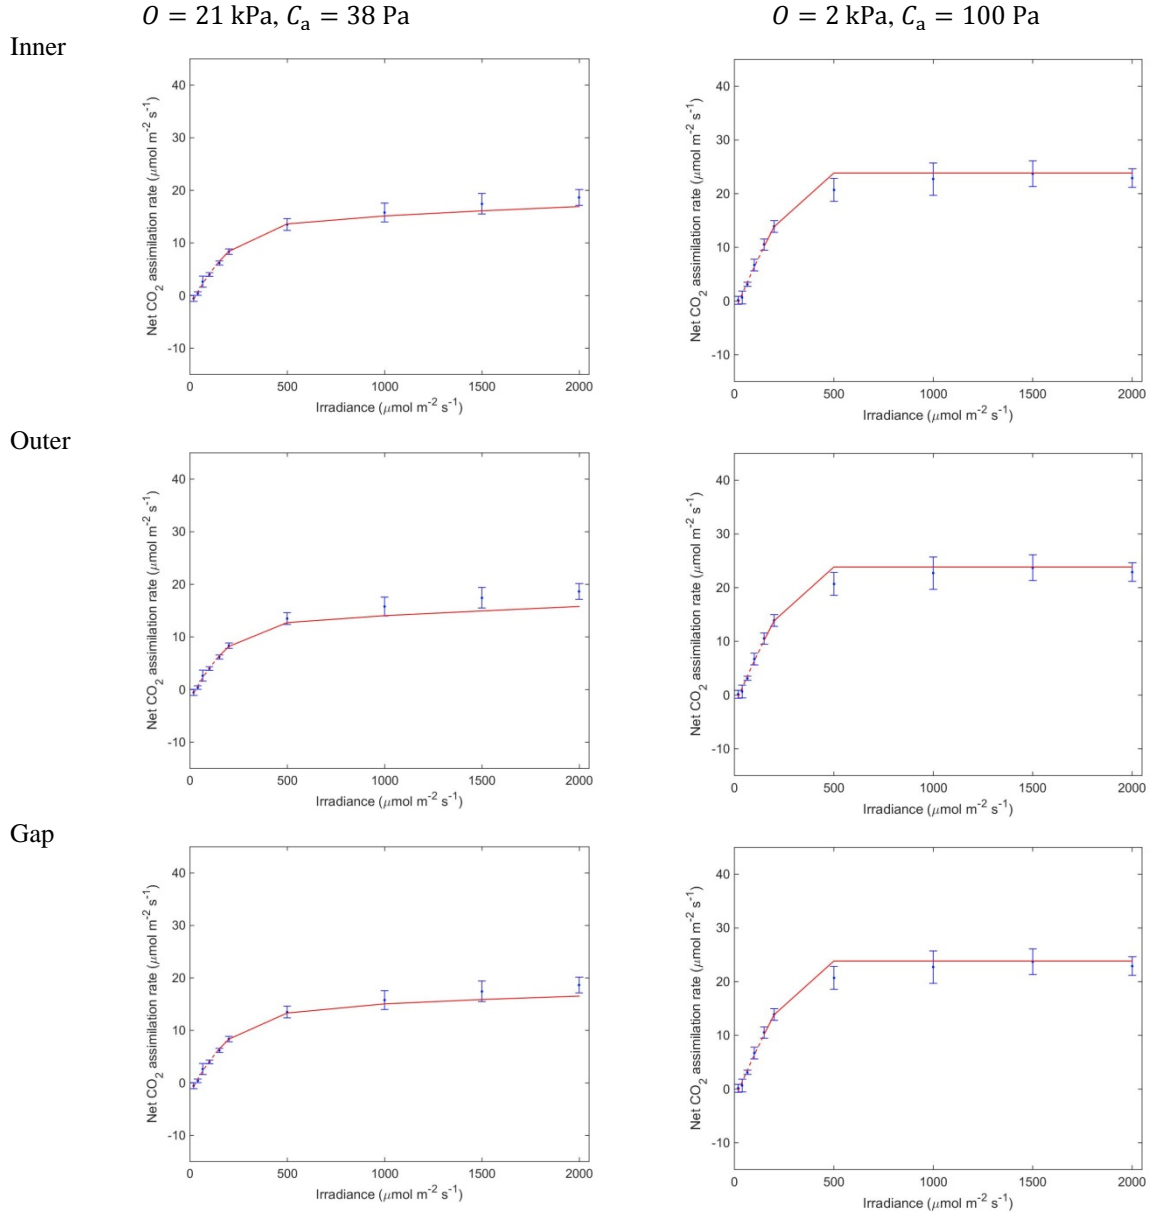 O = 21 kPa, Cₐ = 38 Pa
O = 2 kPa, Cₐ = 100 Pa
Inner
40
30
20
10
0
-10
Net CO₂ assimilation rate (μmol m⁻² s⁻¹)
0 500 1000 1500 2000
Irradiance (μmol m⁻² s⁻¹)
40
30
20
10
0
-10
Net CO₂ assimilation rate (μmol m⁻² s⁻¹)
0 500 1000 1500 2000
Irradiance (μmol m⁻² s⁻¹)
Outer
40
30
20
10
0
-10
Net CO₂ assimilation rate (μmol m⁻² s⁻¹)
0 500 1000 1500 2000
Irradiance (μmol m⁻² s⁻¹)
40
30
20
10
0
-10
Net CO₂ assimilation rate (μmol m⁻² s⁻¹)
0 500 1000 1500 2000
Irradiance (μmol m⁻² s⁻¹)
Gap
40
30
20
10
0
-10
Net CO₂ assimilation rate (μmol m⁻² s⁻¹)
0 500 1000 1500 2000
Irradiance (μmol m⁻² s⁻¹)
40
30
20
10
0
-10
Net CO₂ assimilation rate (μmol m⁻² s⁻¹)
0 500 1000 1500 2000
Irradiance (μmol m⁻² s⁻¹)